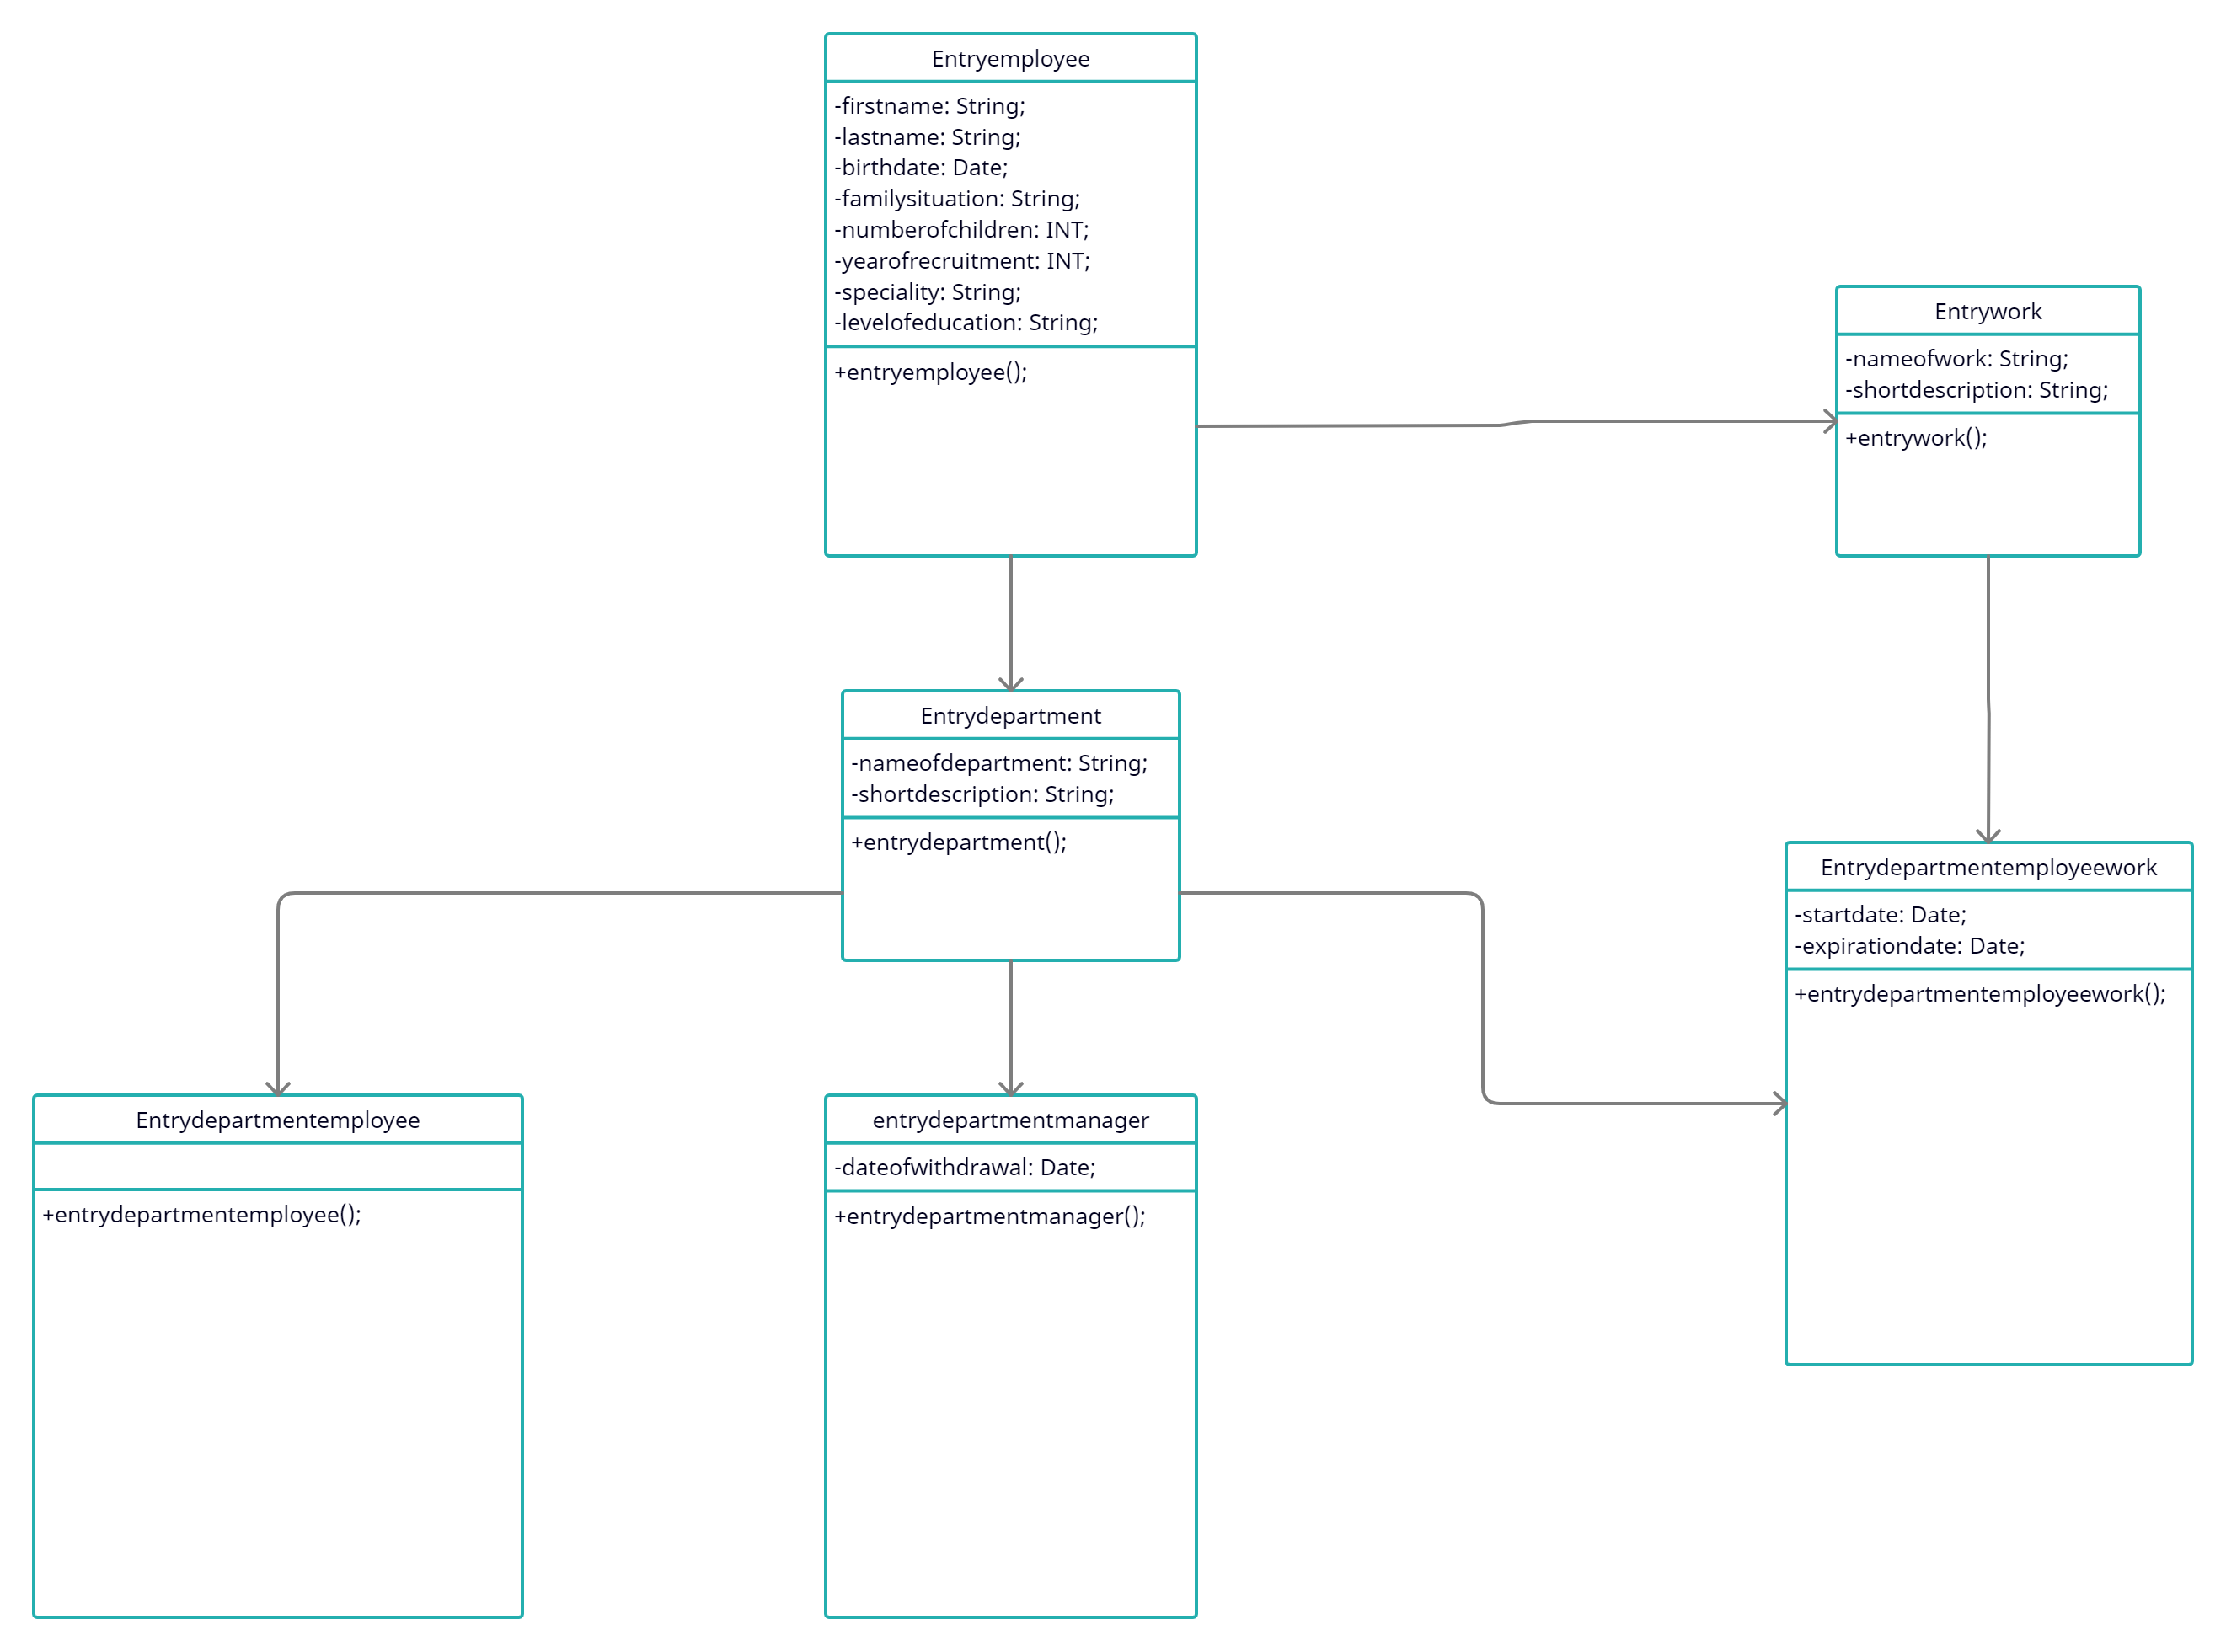 Entryemployee
-firstname: String;
-lastname: String;
-birthdate: Date;
-familysituation: String;
-numberofchildren: INT;
-yearofrecruitment: INT;
-speciality: String;
-levelofeducation: String;
+entryemployee();
Entrywork
-nameofwork: String;
-shortdescription: String;
+entrywork();
Entrydepartment
-nameofdepartment: String;
-shortdescription: String;
+entrydepartment();
Entrydepartmentemployeework
-startdate: Date;
-expirationdate: Date;
+entrydepartmentemployeework();
Entrydepartmentemployee
+entrydepartmentemployee();
entrydepartmentmanager
-dateofwithdrawal: Date;
+entrydepartmentmanager();